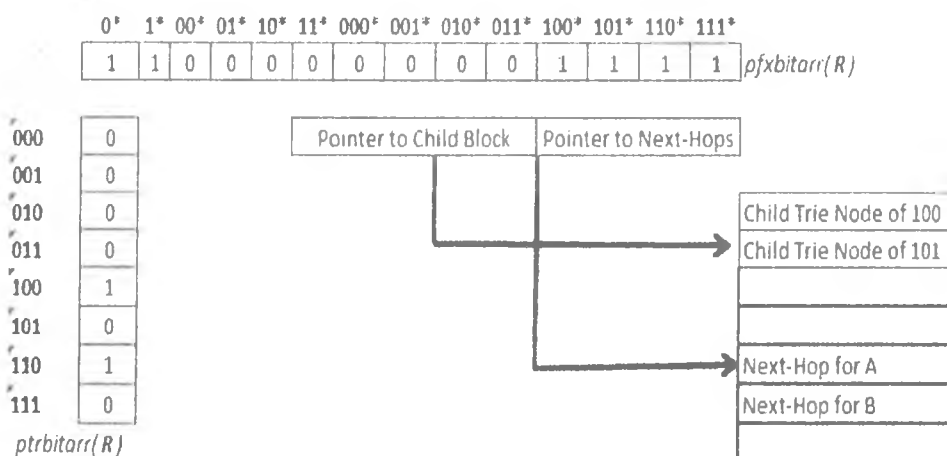 0* 1* 00* 01* 10* 11* 000* 001* 010* 011* 100* 101* 110* 111*
1 1 0 0 0 0 0 0 0 0 1 1 1 1 pfxbitarr(R)
000 0 Pointer to Child Block Pointer to Next-Hops
001 0
010 0 Child Trie Node of 100
011 0 Child Trie Node of 101
100 1
101 0
110 1 Next-Hop for A
111 0 Next-Hop for B
ptrbitarr(R)